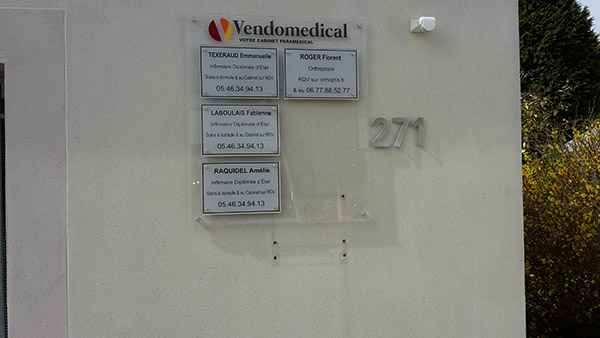 Vendomedical
VOTRE CABINET PARAMEDICAL
TEXERAUD Emmanuelle
Infirmière Diplômée d'Etat
Soins à domicile & au Cabinet sur RDV
05.46.34.94.13
ROGER Florent
Orthoptiste
RDV sur orthoptis.fr
& au 06.77.88.52.77
LABOULAIS Fabienne
Infirmière Diplômée d'Etat
Soins à domicile & au Cabinet sur RDV
05.46.34.94.13
271
RAQUIDEL Amélie
Infirmière Diplômée d'Etat
Soins à domicile & au Cabinet sur RDV
05.46.34.94.13